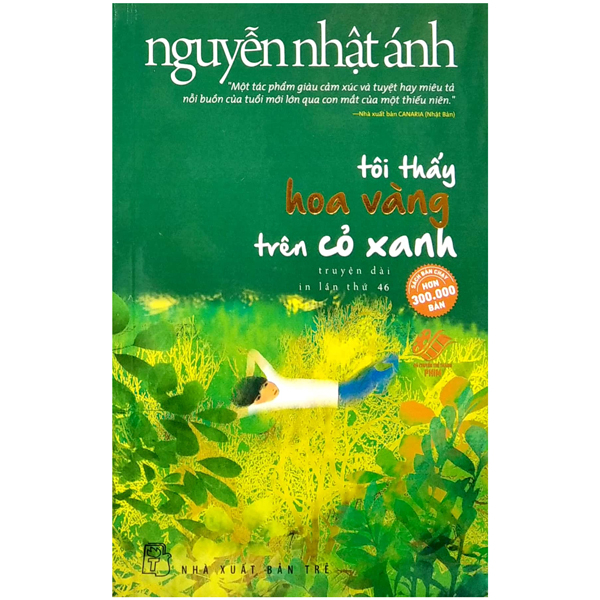 nguyễn nhật ánh
"Một tác phẩm giàu cảm xúc và tuyệt hay miêu tả
nỗi buồn của tuổi mới lớn qua con mắt của một thiếu niên."
—Nhà xuất bản CANARIA (Nhật Bản)
tôi thấy
hoa vàng
trên cỏ xanh
truyện dài
in lần thứ 46
SÁCH BÁN CHẠY
HƠN
300.000
BẢN
PHIM
NHÀ XUẤT BẢN TRẺ